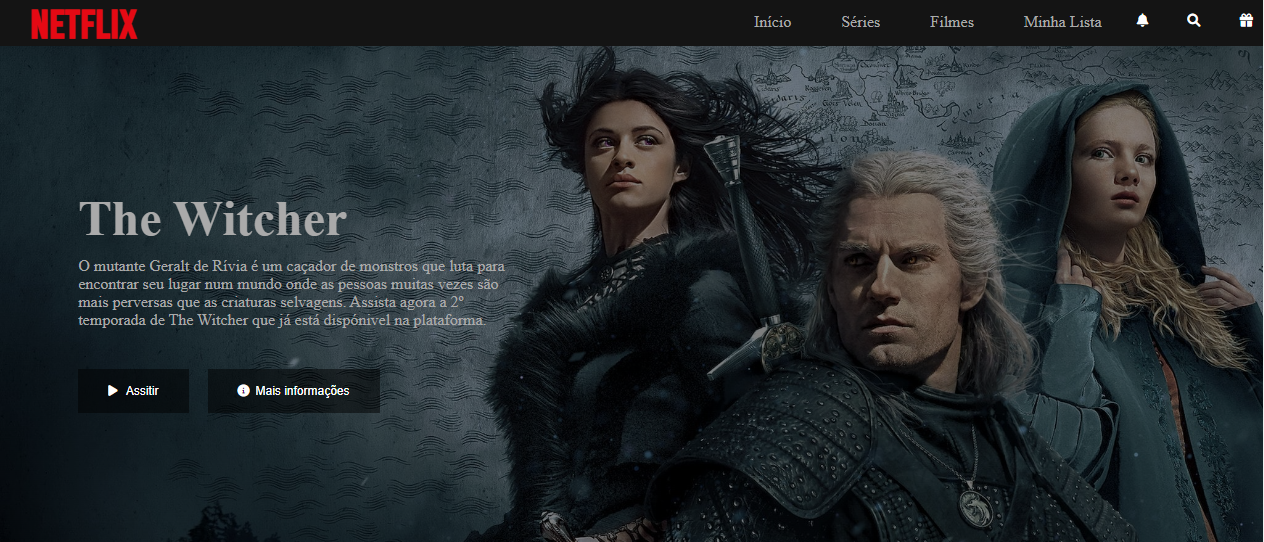 NETFLIX
Início Séries Filmes Minha Lista
The Witcher
O mutante Geralt de Rívia é um caçador de monstros que luta para
encontrar seu lugar num mundo onde as pessoas muitas vezes são
mais perversas que as criaturas selvagens. Assista agora a 2º
temporada de The Witcher que já está dispónivel na plataforma.
Assitir Mais informações